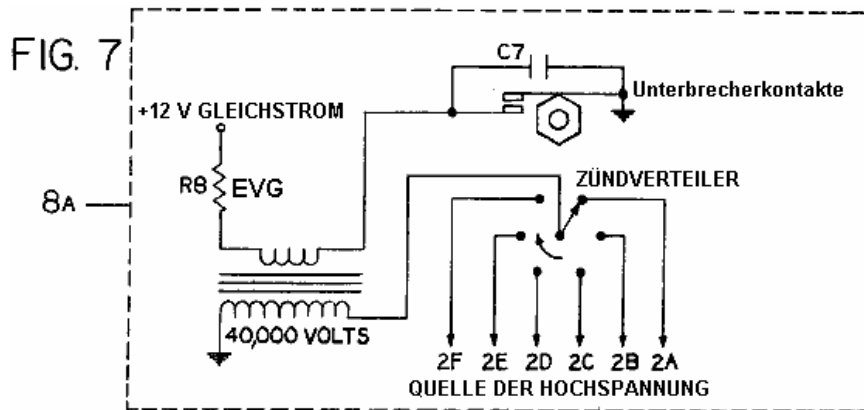 FIG. 7
C7
Unterbrecherkontakte
+12 V GLEICHSTROM
ZÜNDVERTEILER
R8 EVG
8A
40,000 VOLTS
2F 2E 2D 2C 2B 2A
QUELLE DER HOCHSPANNUNG